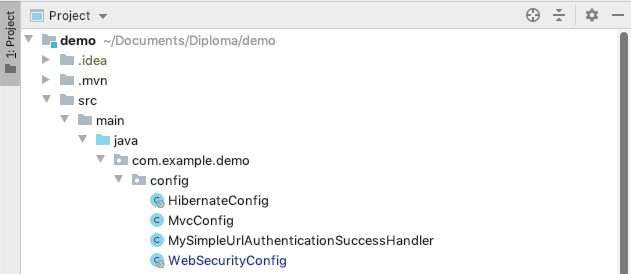 1: Project
Project
demo ~/Documents/Diploma/demo
.idea
.mvn
src
main
java
com.example.demo
config
HibernateConfig
MvcConfig
MySimpleUrlAuthenticationSuccessHandler
WebSecurityConfig